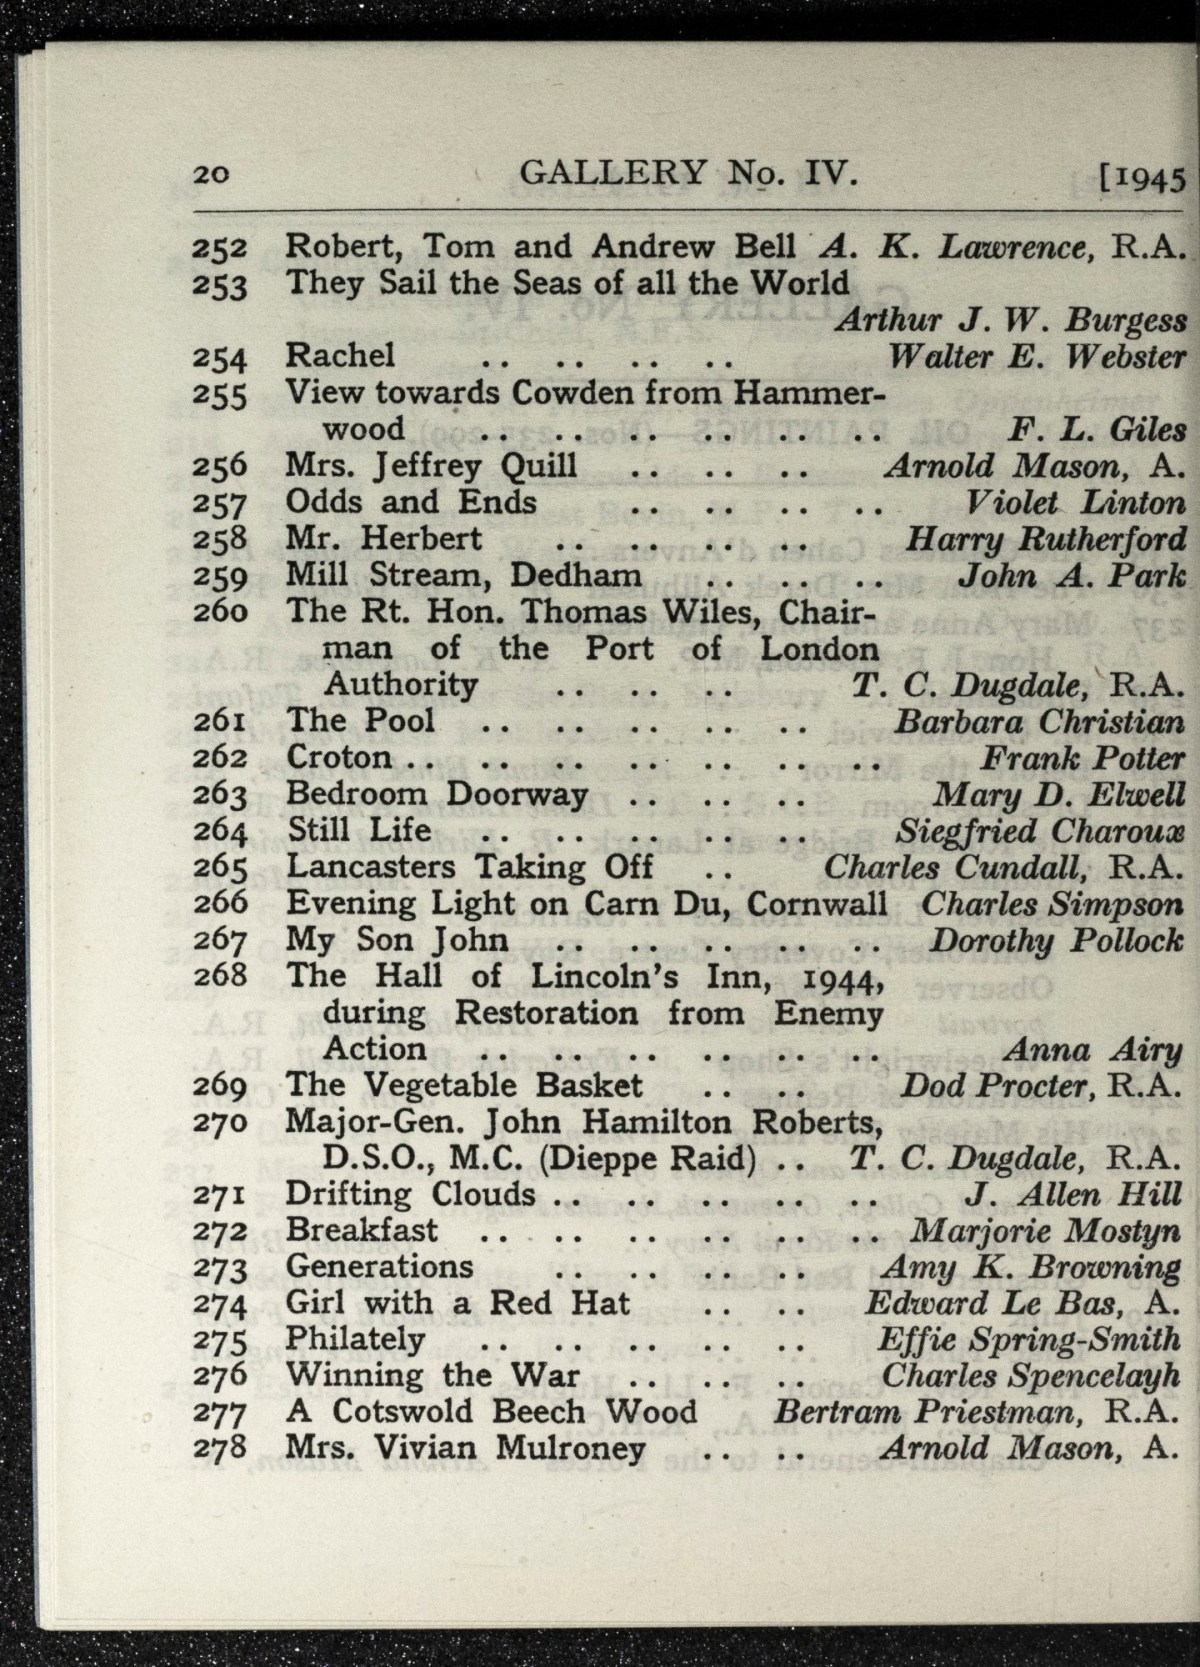 20 GALLERY No. IV. [1945
252 Robert, Tom and Andrew Bell A. K. Lawrence, R.A.
253 They Sail the Seas of all the World
Arthur J. W. Burgess
254 Rachel .. .. .. .. Walter E. Webster
255 View towards Cowden from Hammer-
wood .. .. .. .. .. .. F. L. Giles
256 Mrs. Jeffrey Quill .. .. .. Arnold Mason, A.
257 Odds and Ends .. .. .. .. Violet Linton
258 Mr. Herbert .. .. .. .. Harry Rutherford
259 Mill Stream, Dedham .. .. .. John A. Park
260 The Rt. Hon. Thomas Wiles, Chair-
man of the Port of London
Authority .. .. .. T. C. Dugdale, R.A.
261 The Pool .. .. .. .. .. Barbara Christian
262 Croton .. .. .. .. .. .. .. Frank Potter
263 Bedroom Doorway .. .. .. Mary D. Elwell
264 Still Life .. .. .. .. .. Siegfried Charoux
265 Lancasters Taking Off .. Charles Cundall, R.A.
266 Evening Light on Carn Du, Cornwall Charles Simpson
267 My Son John .. .. .. .. .. Dorothy Pollock
268 The Hall of Lincoln's Inn, 1944,
during Restoration from Enemy
Action .. .. .. .. .. .. Anna Airy
269 The Vegetable Basket .. .. Dod Procter, R.A.
270 Major-Gen. John Hamilton Roberts,
D.S.O., M.C. (Dieppe Raid) .. T. C. Dugdale, R.A.
271 Drifting Clouds .. .. .. .. .. J. Allen Hill
272 Breakfast .. .. .. .. .. .. Marjorie Mostyn
273 Generations .. .. .. .. Amy K. Browning
274 Girl with a Red Hat .. .. Edward Le Bas, A.
275 Philately .. .. .. .. .. Effie Spring-Smith
276 Winning the War .. .. .. Charles Spencelayh
277 A Cotswold Beech Wood Bertram Priestman, R.A.
278 Mrs. Vivian Mulroney .. .. Arnold Mason, A.